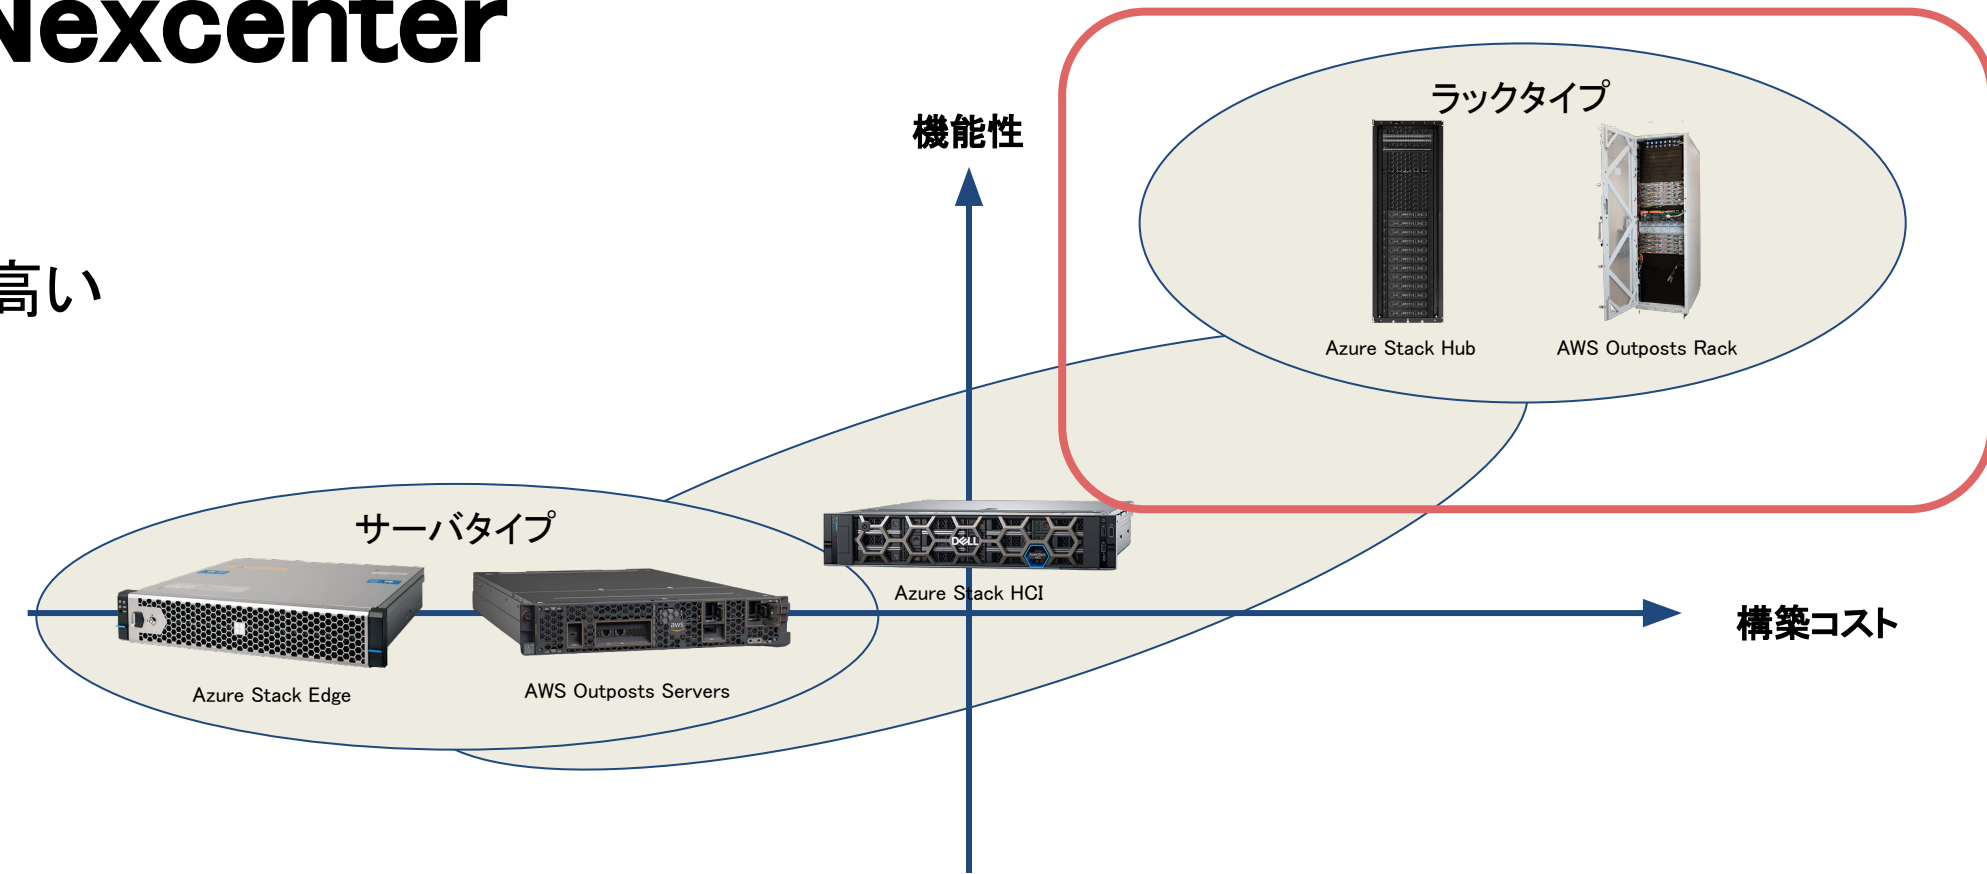 Nexcenter
ラックタイプ
機能性
高い
Azure Stack Hub
AWS Outposts Rack
サーバタイプ
DELL
Azure Stack HCI
構築コスト
aws
Azure Stack Edge
AWS Outposts Servers